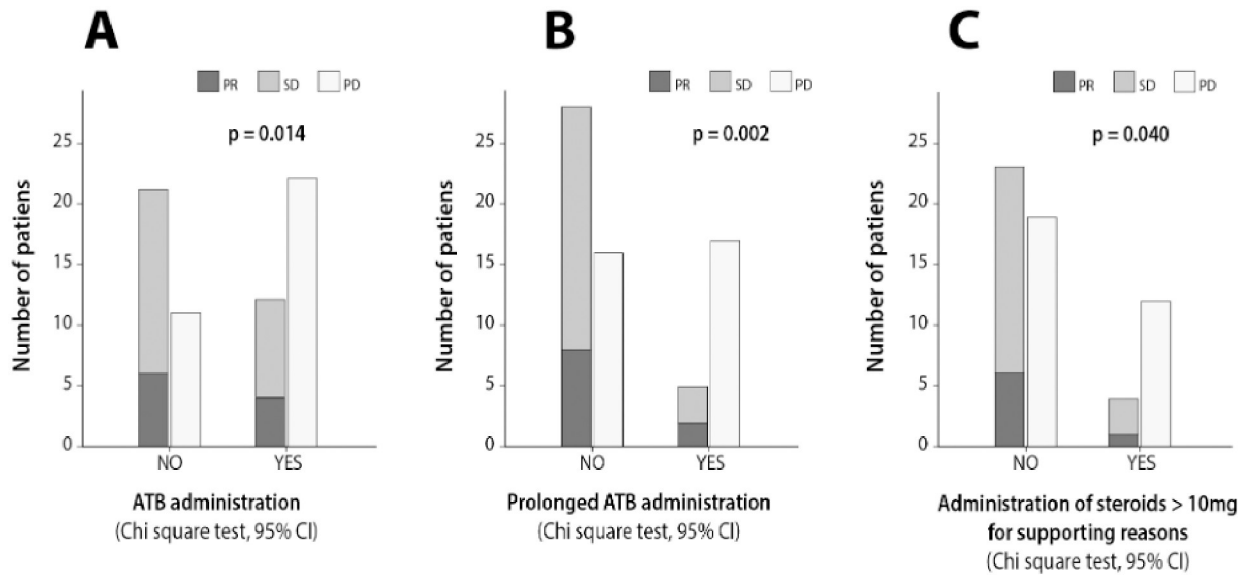 A
PR SD PD
p = 0.014
Number of patiens
25
20
15
10
5
0
NO YES
ATB administration
(Chi square test, 95% CI)
B
PR SD PD
p = 0.002
Number of patiens
25
20
15
10
5
0
NO YES
Prolonged ATB administration
(Chi square test, 95% CI)
C
PR SD PD
p = 0.040
Number of patiens
25
20
15
10
5
0
NO YES
Administration of steroids > 10mg
for supporting reasons
(Chi square test, 95% CI)